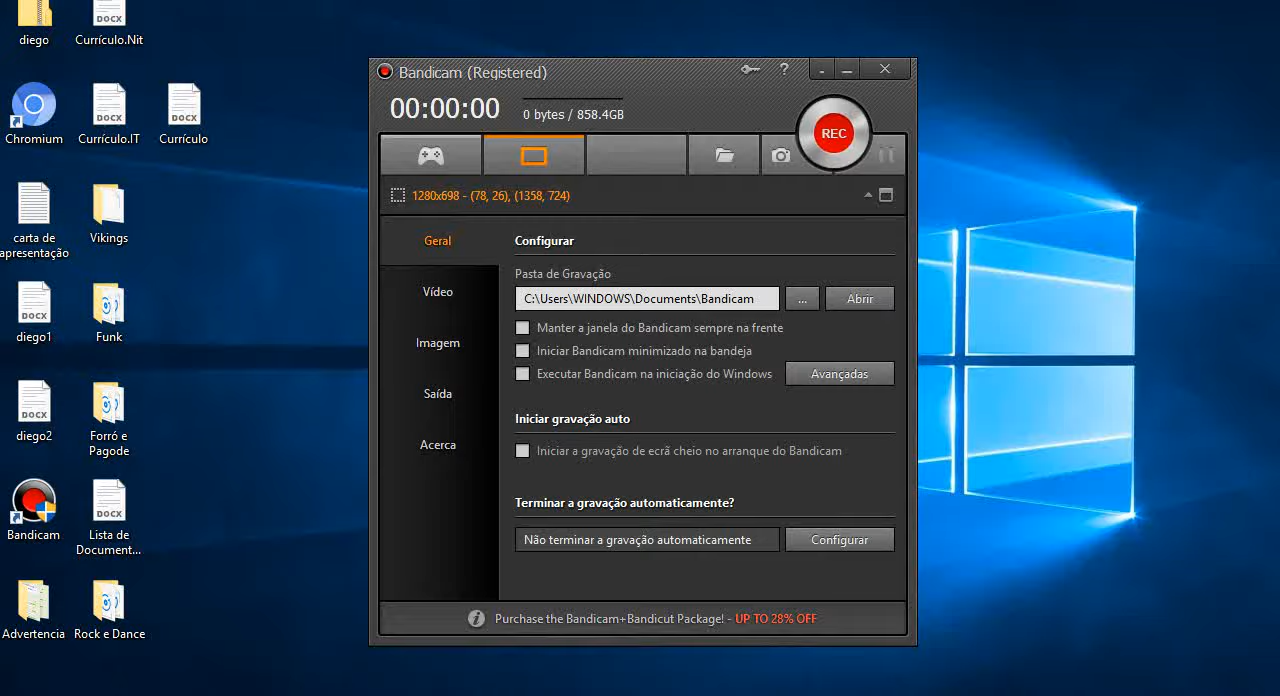 diego
DOCX
Currículo.Nit
Chromium
DOCX
Currículo.IT
DOCX
Currículo
carta de
apresentação
Vikings
DOCX
diego1
Funk
DOCX
diego2
Forró e
Pagode
Bandicam
DOCX
Lista de
Document...
Advertencia
Rock e Dance
Bandicam (Registered)
?
00:00:00
0 bytes / 858.4GB
REC
1280x698 - (78, 26), (1358, 724)
Geral
Vídeo
Imagem
Saída
Acerca
Configurar
Pasta de Gravação
C:\Users\WINDOWS\Documents\Bandicam
...
Abrir
Manter a janela do Bandicam sempre na frente
Iniciar Bandicam minimizado na bandeja
Executar Bandicam na iniciação do Windows
Avançadas
Iniciar gravação auto
Iniciar a gravação de ecrã cheio no arranque do Bandicam
Terminar a gravação automaticamente?
Não terminar a gravação automaticamente
Configurar
Purchase the Bandicam+Bandicut Package! - UP TO 28% OFF